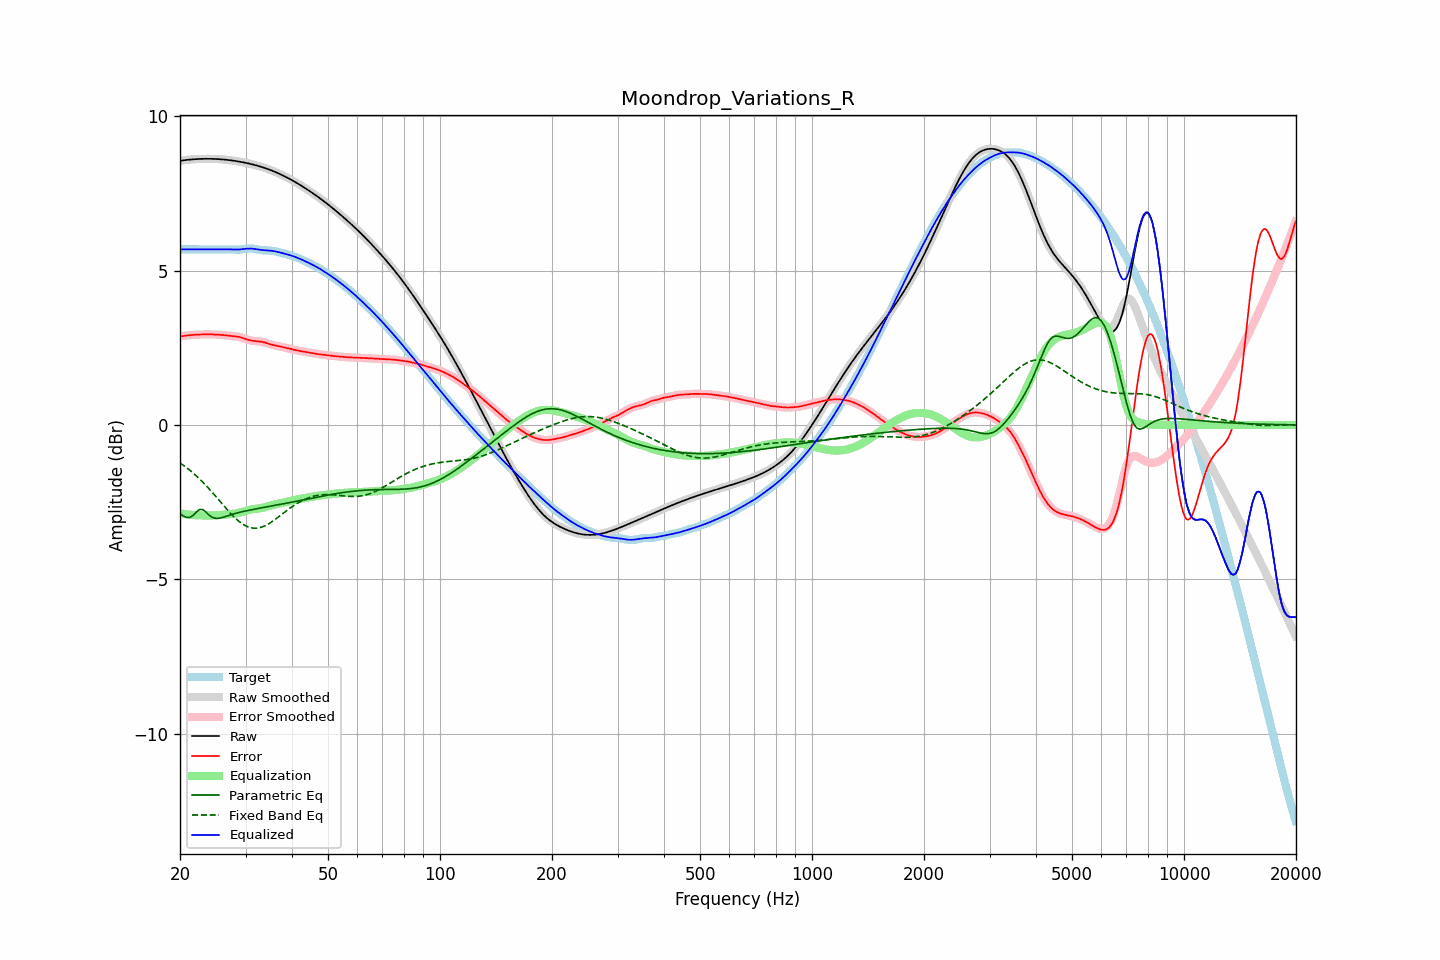 Moondrop_Variations_R
10
5
0
−5
−10
Amplitude (dBr)
Target
Raw Smoothed
Error Smoothed
Raw
Error
Equalization
Parametric Eq
Fixed Band Eq
Equalized
20 50 100 200 500 1000 2000 5000 10000 20000
Frequency (Hz)